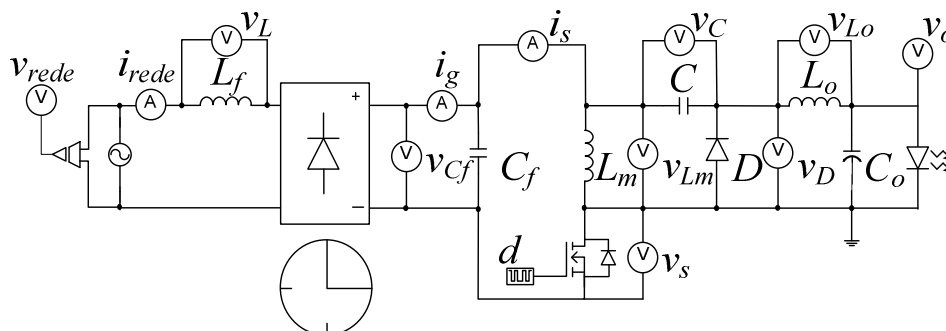 v_L
v_C
v_Lo
v_o
i_s
v_rede
i_rede
L_f
i_g
C
L_o
V
A
V
V
V
V
A
+
A
V
v_Cf
C_f
L_m
V
v_Lm
D
V
v_D
C_o
−
d
V
v_s